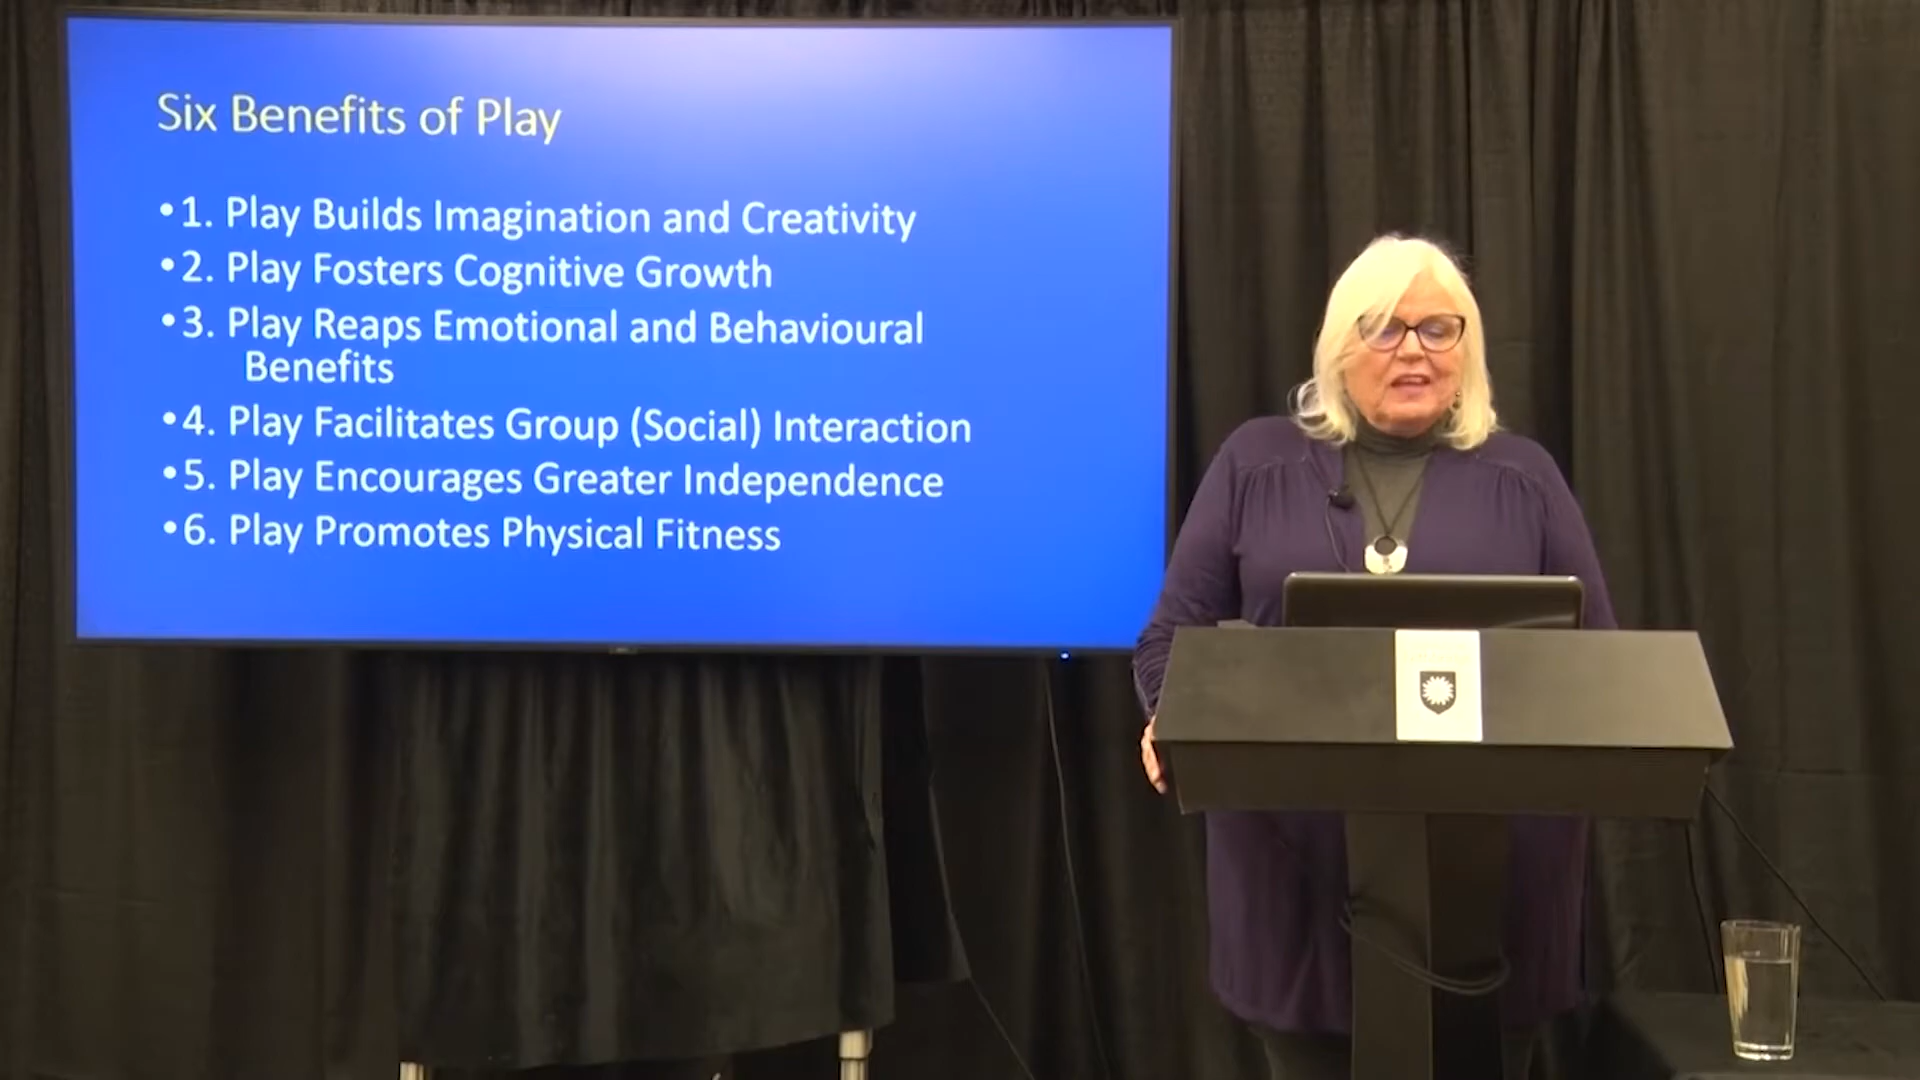 Six Benefits of Play
•1. Play Builds Imagination and Creativity
•2. Play Fosters Cognitive Growth
•3. Play Reaps Emotional and Behavioural
Benefits
•4. Play Facilitates Group (Social) Interaction
•5. Play Encourages Greater Independence
•6. Play Promotes Physical Fitness